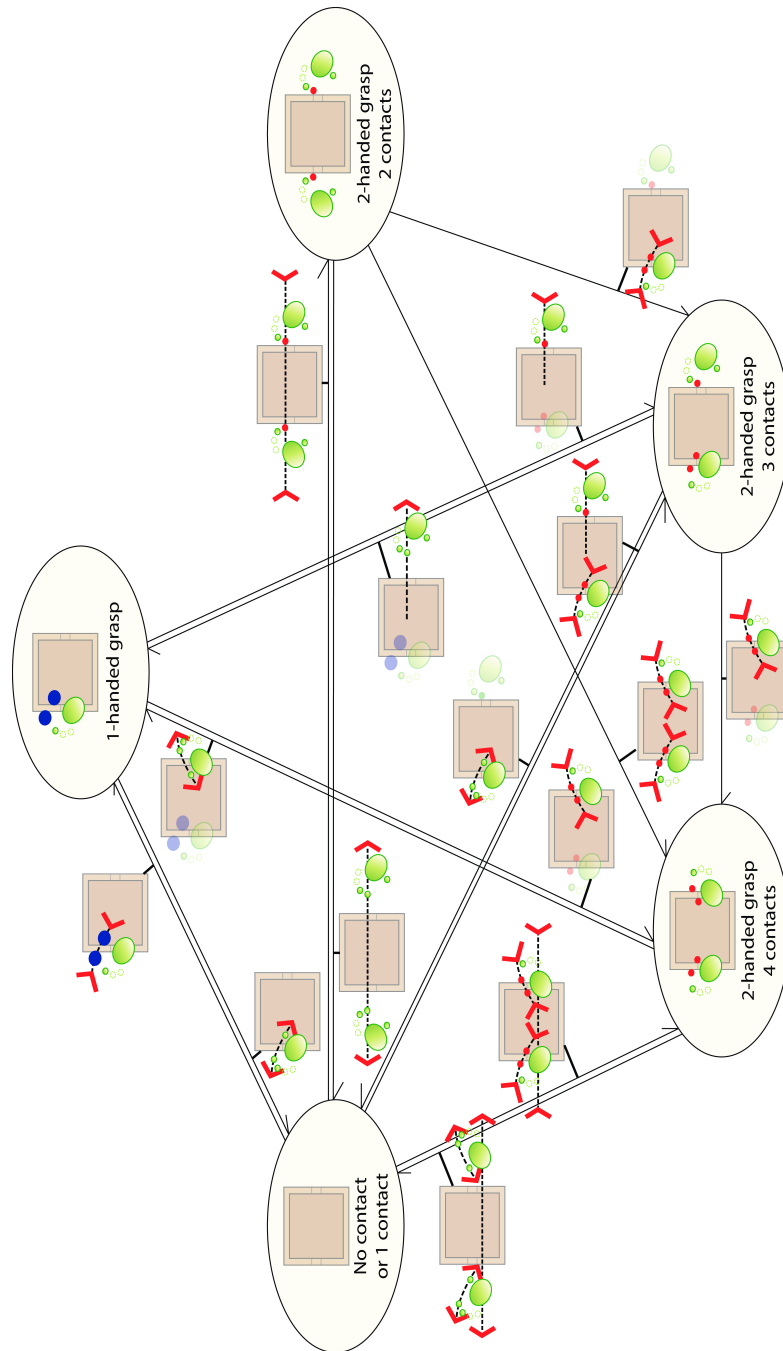 1-handed grasp
No contact
or 1 contact
2-handed grasp
2 contacts
2-handed grasp
4 contacts
2-handed grasp
3 contacts